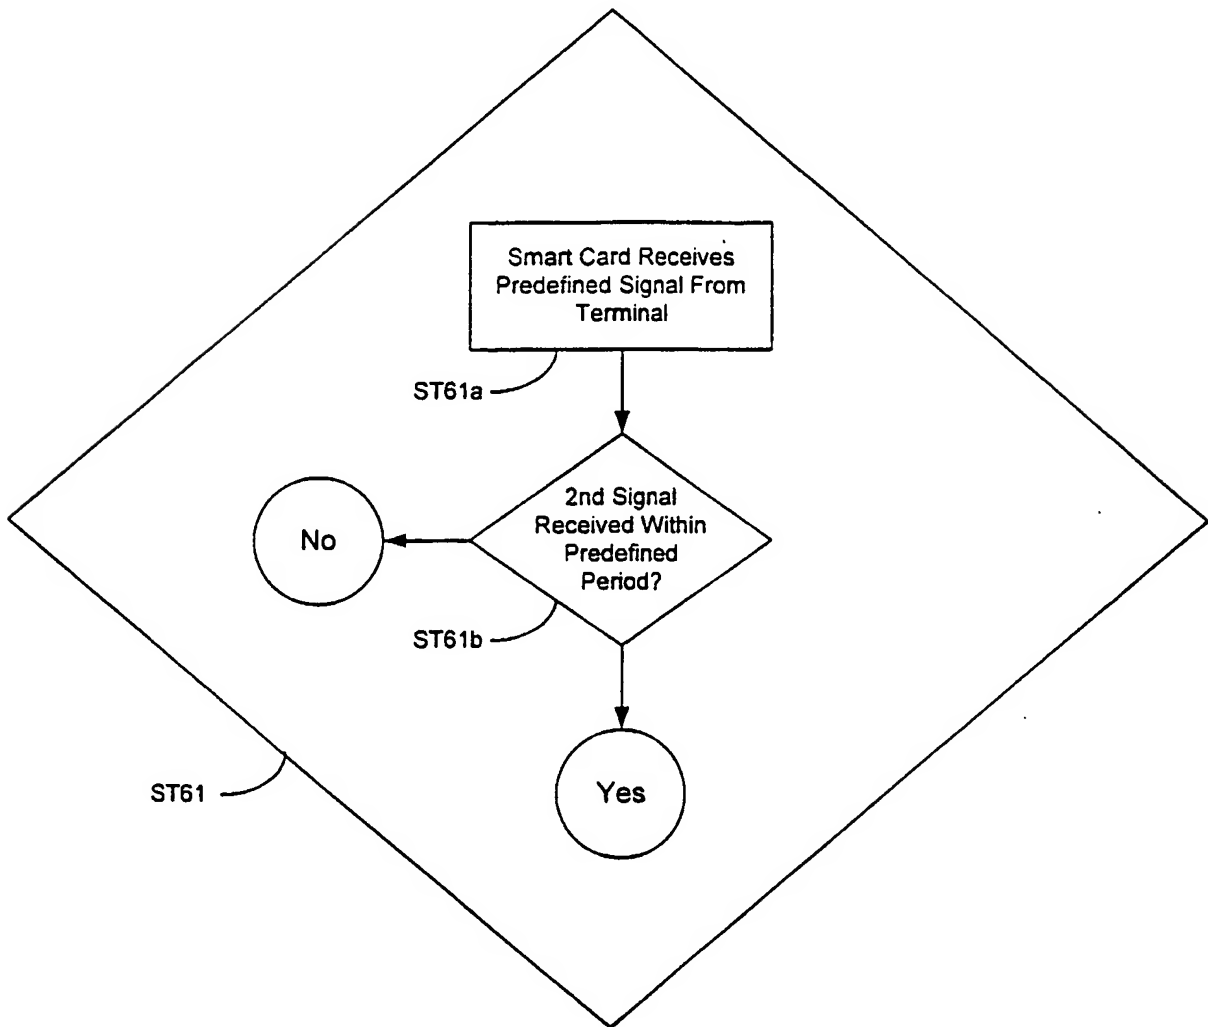 Smart Card Receives
Predefined Signal From
Terminal
ST61a
2nd Signal
Received Within
Predefined
Period?
No
ST61b
Yes
ST61